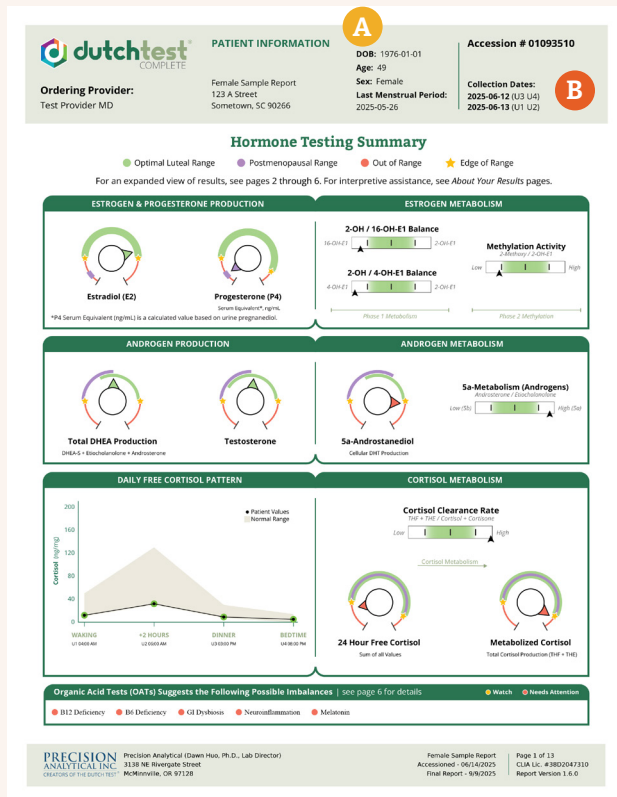 A
dutchtest
COMPLETE
Ordering Provider:
Test Provider MD
PATIENT INFORMATION
Female Sample Report
123 A Street
Sometown, SC 90266
DOB: 1976-01-01
Age: 49
Sex: Female
Last Menstrual Period:
2025-05-26
Accession # 01093510
Collection Dates:
2025-06-12 (U3 U4)
2025-06-13 (U1 U2)
B
Hormone Testing Summary
Optimal Luteal Range
Postmenopausal Range
Out of Range
Edge of Range
For an expanded view of results, see pages 2 through 6. For interpretive assistance, see About Your Results pages.
ESTROGEN & PROGESTERONE PRODUCTION
Estradiol (E2)
Progesterone (P4)
Serum Equivalent*, ng/mL
*P4 Serum Equivalent (ng/mL) is a calculated value based on urine pregnanediol.
ESTROGEN METABOLISM
2-OH / 16-OH-E1 Balance
16-OH-E1
2-OH-E1
2-OH / 4-OH-E1 Balance
4-OH-E1
2-OH-E1
Methylation Activity
2-Methoxy / 2-OH-E1
Low
High
Phase 1 Metabolism
Phase 2 Methylation
ANDROGEN PRODUCTION
Total DHEA Production
DHEA-S + Etiocholanolone + Androsterone
Testosterone
ANDROGEN METABOLISM
5a-Androstanediol
Cellular DHT Production
5a-Metabolism (Androgens)
Androsterone / Etiocholanolone
Low (5b)
High (5a)
DAILY FREE CORTISOL PATTERN
Cortisol (ng/mg)
200
160
120
80
40
0
Patient Values
Normal Range
WAKING
+2 HOURS
DINNER
BEDTIME
CORTISOL METABOLISM
Cortisol Clearance Rate
THF + THE / Cortisol + Cortisone
Low
High
Cortisol Metabolism
24 Hour Free Cortisol
Sum of all Values
Metabolized Cortisol
Total Cortisol Production (THF + THE)
Organic Acid Tests (OATs) Suggests the Following Possible Imbalances | see page 6 for details
Watch
Needs Attention
B12 Deficiency
B6 Deficiency
GI Dysbiosis
Neuroinflammation
Melatonin
PRECISION
ANALYTICAL INC.
CREATORS OF THE DUTCH TEST
Precision Analytical (Dawn Huo, Ph.D., Lab Director)
3138 NE Rivergate Street
McMinnville, OR 97128
Female Sample Report
Accessioned - 06/14/2025
Final Report - 9/9/2025
Page 1 of 13
CLIA Lic. #38D2047310
Report Version 1.6.0